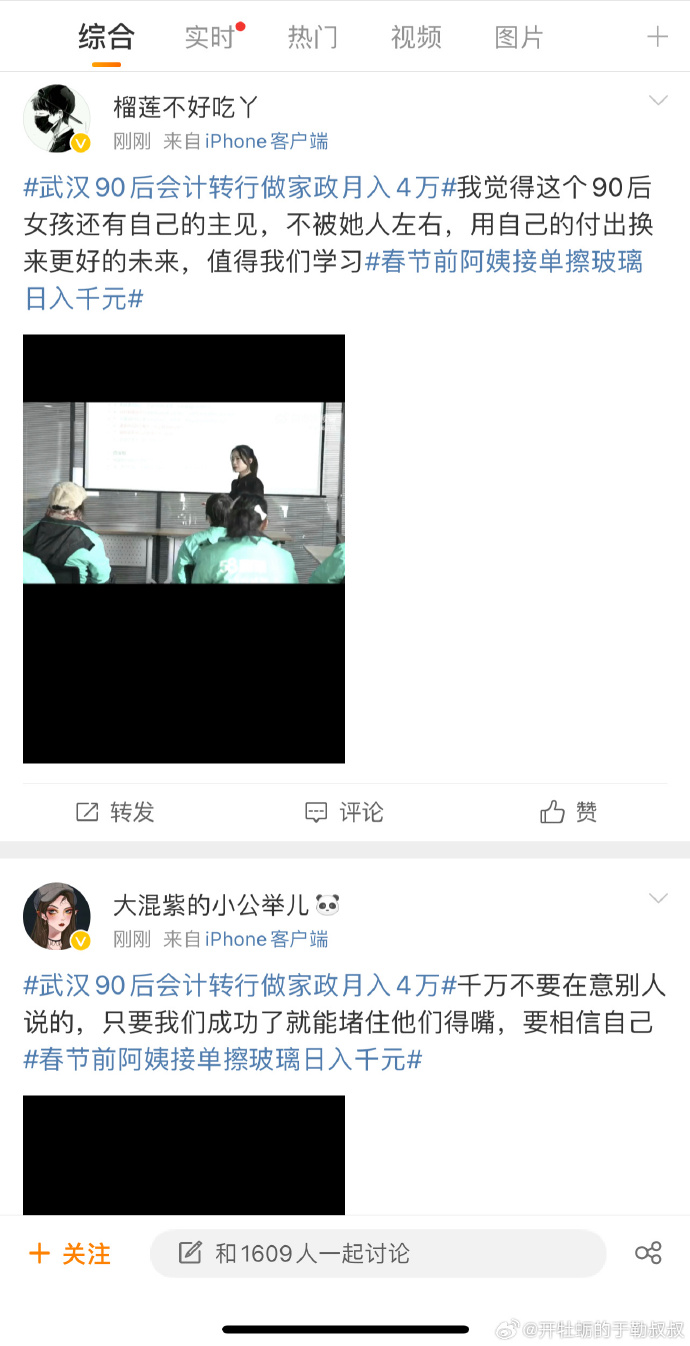 综合 实时 热门 视频 图片
榴莲不好吃丫
刚刚 来自iPhone客户端
#武汉90后会计转行做家政月入4万#我觉得这个90后
女孩还有自己的主见，不被她人左右，用自己的付出换
来更好的未来，值得我们学习#春节前阿姨接单擦玻璃
日入千元#
转发 评论 赞
大混紫的小公举儿🐼
刚刚 来自iPhone客户端
#武汉90后会计转行做家政月入4万#千万不要在意别人
说的，只要我们成功了就能堵住他们得嘴，要相信自己
#春节前阿姨接单擦玻璃日入千元#
+ 关注 和1609人一起讨论
@开牡蛎的于勒叔叔